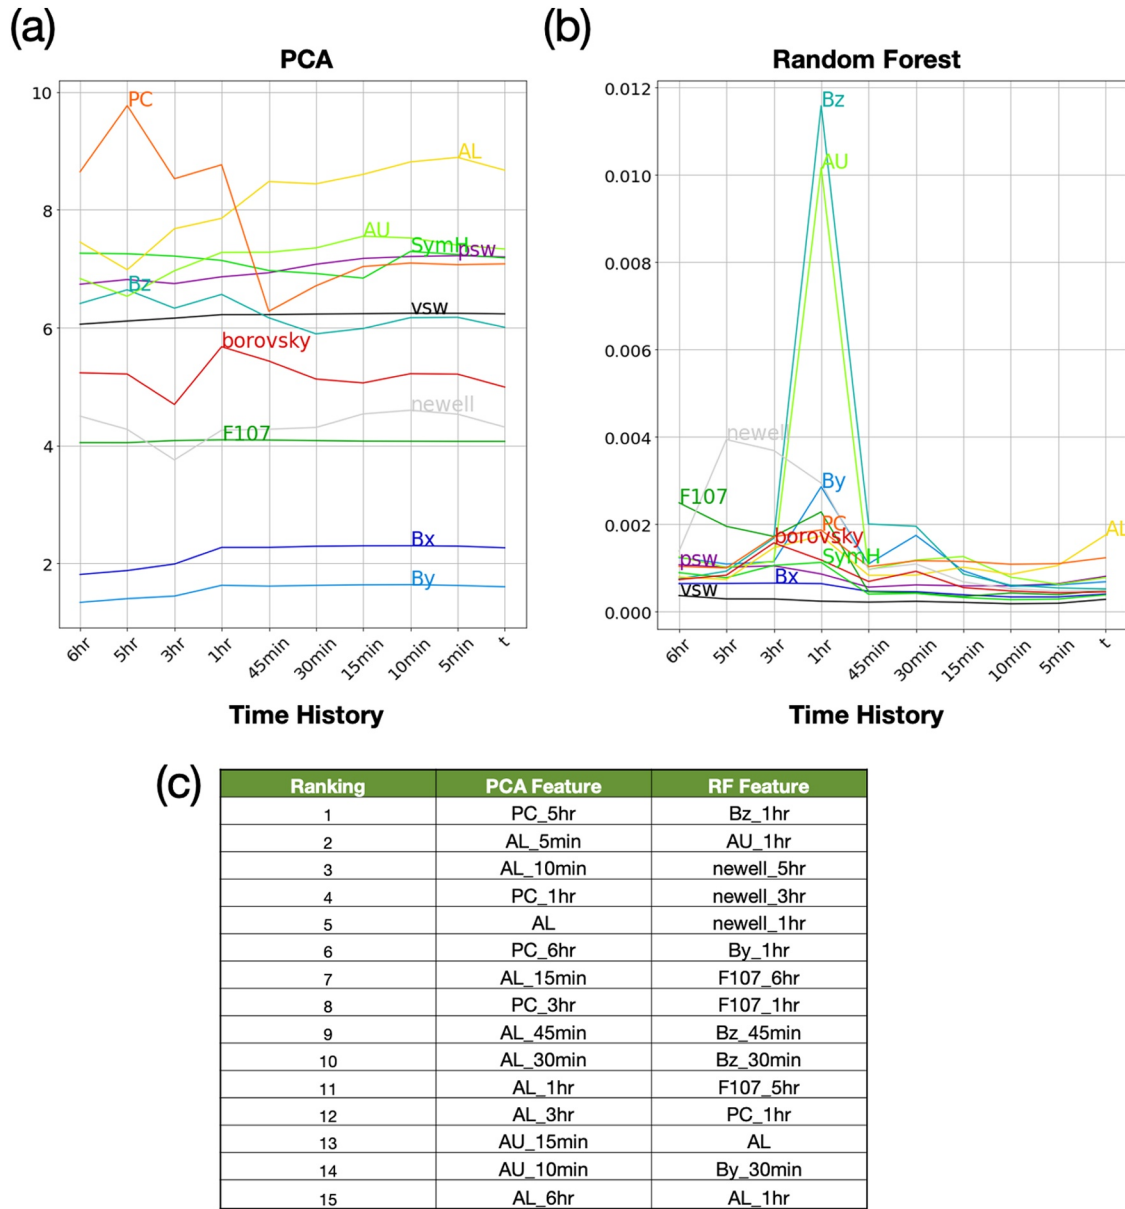 (a)
PCA
10
8
6
4
2
PC
AL
AU
SymH
psw
Bz
vsw
borovsky
newell
F107
Bx
By
6hr 5hr 3hr 1hr 45min 30min 15min 10min 5min t
Time History
(b)
Random Forest
0.012
0.010
0.008
0.006
0.004
0.002
0.000
Bz
AU
newell
F107
By
PC
borovsky
SymH
psw
Bx
vsw
AL
6hr 5hr 3hr 1hr 45min 30min 15min 10min 5min t
Time History
(c)
Ranking PCA Feature RF Feature
1 PC_5hr Bz_1hr
2 AL_5min AU_1hr
3 AL_10min newell_5hr
4 PC_1hr newell_3hr
5 AL newell_1hr
6 PC_6hr By_1hr
7 AL_15min F107_6hr
8 PC_3hr F107_1hr
9 AL_45min Bz_45min
10 AL_30min Bz_30min
11 AL_1hr F107_5hr
12 AL_3hr PC_1hr
13 AU_15min AL
14 AU_10min By_30min
15 AL_6hr AL_1hr